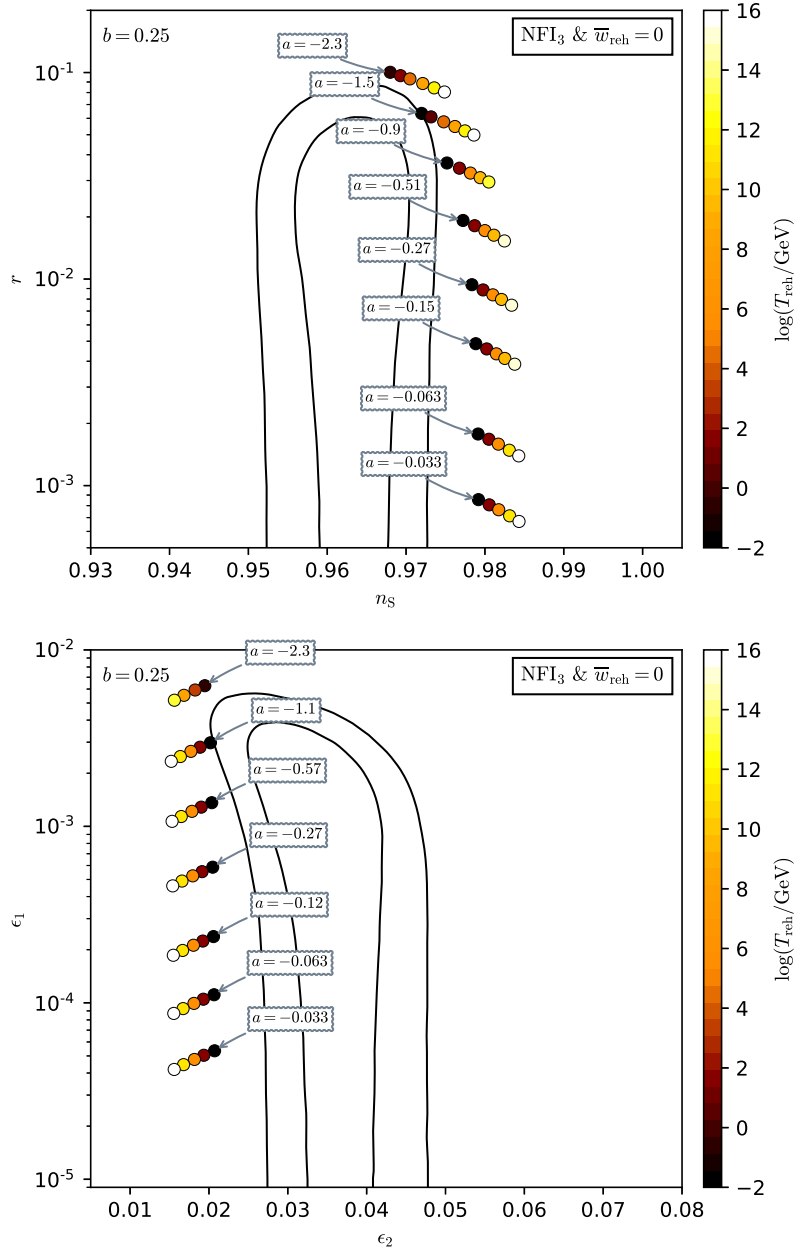 b = 0.25
NFI₃ & w̅_reh = 0
a = −2.3
a = −1.5
a = −0.9
a = −0.51
a = −0.27
a = −0.15
a = −0.063
a = −0.033
r
10⁻¹
10⁻²
10⁻³
0.93 0.94 0.95 0.96 0.97 0.98 0.99 1.00
n_S
16
14
12
10
8
6
4
2
0
−2
log(T_reh/GeV)
b = 0.25
NFI₃ & w̅_reh = 0
a = −2.3
a = −1.1
a = −0.57
a = −0.27
a = −0.12
a = −0.063
a = −0.033
ϵ₁
10⁻²
10⁻³
10⁻⁴
10⁻⁵
0.01 0.02 0.03 0.04 0.05 0.06 0.07 0.08
ϵ₂
16
14
12
10
8
6
4
2
0
−2
log(T_reh/GeV)